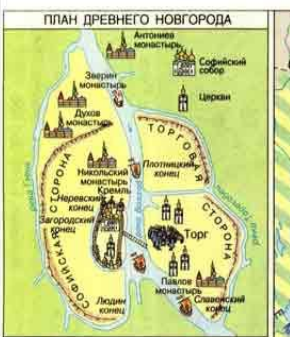 ПЛАН ДРЕВНЕГО НОВГОРОДА
Антониев
монастырь
Софийский
собор
Зверин
монастырь
Церкви
Духов
монастырь
ТОРГОВАЯ
СТОРОНА
Плотницкий
конец
Никольский
монастырь
Кремль
Неревский
конец
Загородский
конец
СОФИЙСКАЯ СТОРОНА
Торг
Людин
конец
Павлов
монастырь
Славенский
конец